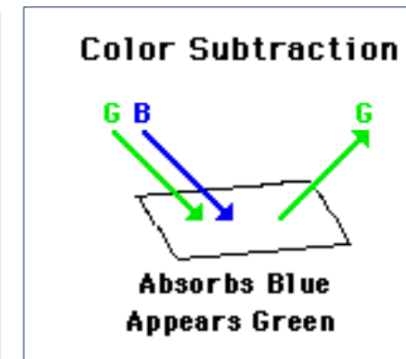 Color Subtraction
G B G
Absorbs Blue
Appears Green